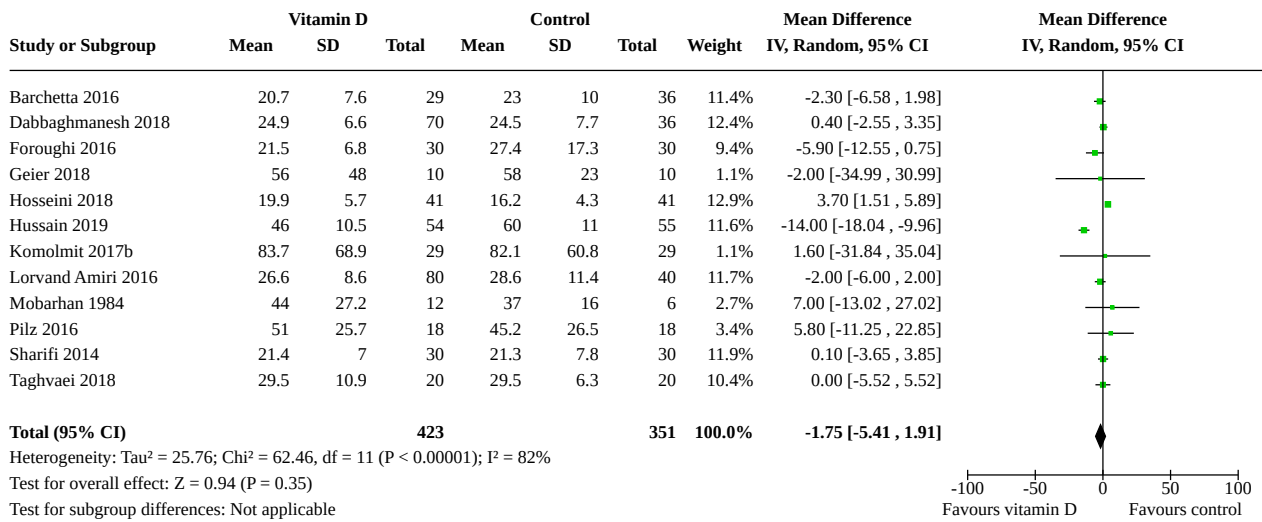 Vitamin D Control Mean Difference Mean Difference
Study or Subgroup Mean SD Total Mean SD Total Weight IV, Random, 95% CI IV, Random, 95% CI
Barchetta 2016 20.7 7.6 29 23 10 36 11.4% -2.30 [-6.58 , 1.98]
Dabbaghmanesh 2018 24.9 6.6 70 24.5 7.7 36 12.4% 0.40 [-2.55 , 3.35]
Foroughi 2016 21.5 6.8 30 27.4 17.3 30 9.4% -5.90 [-12.55 , 0.75]
Geier 2018 56 48 10 58 23 10 1.1% -2.00 [-34.99 , 30.99]
Hosseini 2018 19.9 5.7 41 16.2 4.3 41 12.9% 3.70 [1.51 , 5.89]
Hussain 2019 46 10.5 54 60 11 55 11.6% -14.00 [-18.04 , -9.96]
Komolmit 2017b 83.7 68.9 29 82.1 60.8 29 1.1% 1.60 [-31.84 , 35.04]
Lorvand Amiri 2016 26.6 8.6 80 28.6 11.4 40 11.7% -2.00 [-6.00 , 2.00]
Mobarhan 1984 44 27.2 12 37 16 6 2.7% 7.00 [-13.02 , 27.02]
Pilz 2016 51 25.7 18 45.2 26.5 18 3.4% 5.80 [-11.25 , 22.85]
Sharifi 2014 21.4 7 30 21.3 7.8 30 11.9% 0.10 [-3.65 , 3.85]
Taghvaei 2018 29.5 10.9 20 29.5 6.3 20 10.4% 0.00 [-5.52 , 5.52]
Total (95% CI) 423 351 100.0% -1.75 [-5.41 , 1.91]
Heterogeneity: Tau² = 25.76; Chi² = 62.46, df = 11 (P < 0.00001); I² = 82%
Test for overall effect: Z = 0.94 (P = 0.35)
Test for subgroup differences: Not applicable
-100 -50 0 50 100
Favours vitamin D Favours control